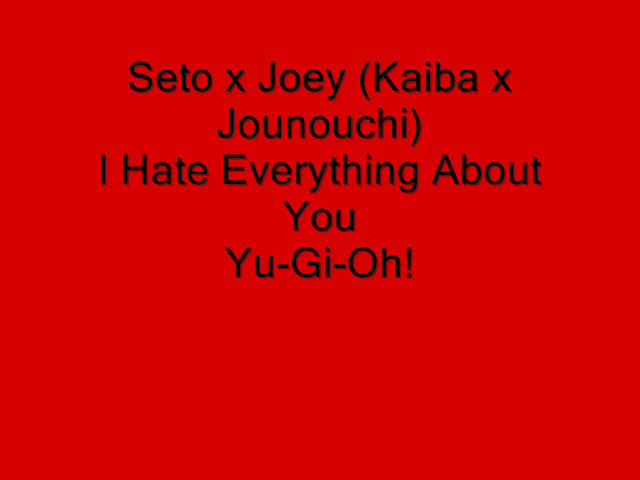 Seto x Joey (Kaiba x
Jounouchi)
I Hate Everything About
You
Yu-Gi-Oh!